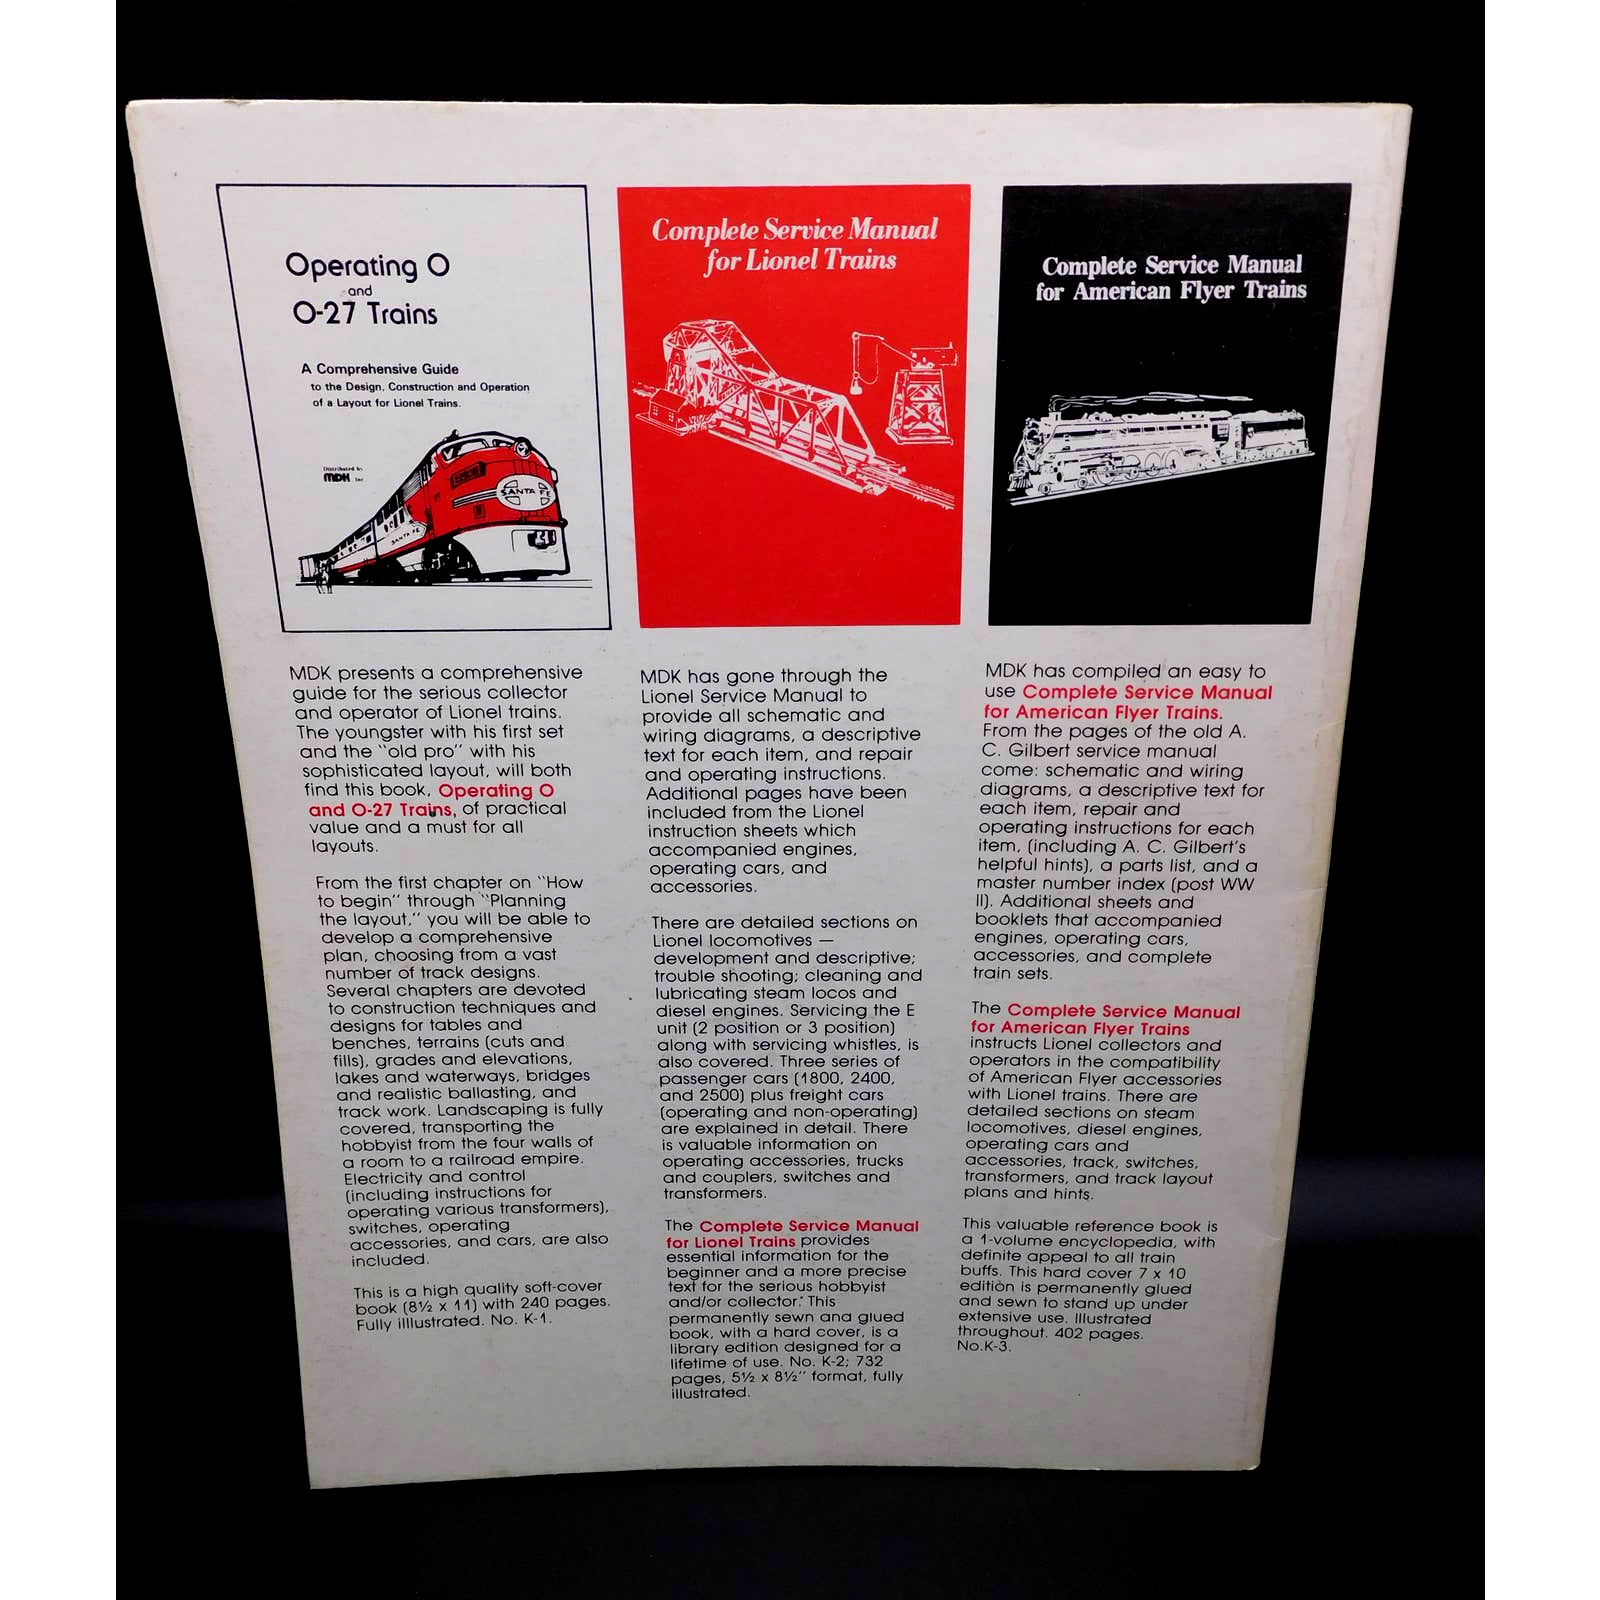 Operating O
and
O-27 Trains
A Comprehensive Guide
to the Design, Construction and Operation
of a Layout for Lionel Trains.
Distributed by
MDK Inc
SANTA FE
SANTA FE
MDK presents a comprehensive
guide for the serious collector
and operator of Lionel trains.
The youngster with his first set
and the "old pro" with his
sophisticated layout, will both
find this book, Operating O
and O-27 Trains, of practical
value and a must for all
layouts.
From the first chapter on "How
to begin" through "Planning
the layout," you will be able to
develop a comprehensive
plan, choosing from a vast
number of track designs.
Several chapters are devoted
to construction techniques and
designs for tables and
benches, terrains (cuts and
fills), grades and elevations,
lakes and waterways, bridges
and realistic ballasting, and
track work. Landscaping is fully
covered, transporting the
hobbyist from the four walls of
a room to a railroad empire.
Electricity and control
(including instructions for
operating various transformers),
switches, operating
accessories, and cars, are also
included.
This is a high quality soft-cover
book (8½ x 11) with 240 pages.
Fully illlustrated. No. K-1.
Complete Service Manual
for Lionel Trains
MDK has gone through the
Lionel Service Manual to
provide all schematic and
wiring diagrams, a descriptive
text for each item, and repair
and operating instructions.
Additional pages have been
included from the Lionel
instruction sheets which
accompanied engines,
operating cars, and
accessories.
There are detailed sections on
Lionel locomotives —
development and descriptive;
trouble shooting; cleaning and
lubricating steam locos and
diesel engines. Servicing the E
unit (2 position or 3 position)
along with servicing whistles, is
also covered. Three series of
passenger cars (1800, 2400,
and 2500) plus freight cars
(operating and non-operating)
are explained in detail. There
is valuable information on
operating accessories, trucks
and couplers, switches and
transformers.
The Complete Service Manual
for Lionel Trains provides
essential information for the
beginner and a more precise
text for the serious hobbyist
and/or collector. This
permanently sewn and glued
book, with a hard cover, is a
library edition designed for a
lifetime of use. No. K-2; 732
pages, 5½ x 8½" format, fully
illustrated.
Complete Service Manual
for American Flyer Trains
MDK has compiled an easy to
use Complete Service Manual
for American Flyer Trains.
From the pages of the old A.
C. Gilbert service manual
come: schematic and wiring
diagrams, a descriptive text for
each item, repair and
operating instructions for each
item, (including A. C. Gilbert's
helpful hints), a parts list, and a
master number index (post WW
II). Additional sheets and
booklets that accompanied
engines, operating cars,
accessories, and complete
train sets.
The Complete Service Manual
for American Flyer Trains
instructs Lionel collectors and
operators in the compatibility
of American Flyer accessories
with Lionel trains. There are
detailed sections on steam
locomotives, diesel engines,
operating cars and
accessories, track, switches,
transformers, and track layout
plans and hints.
This valuable reference book is
a 1-volume encyclopedia, with
definite appeal to all train
buffs. This hard cover 7 x 10
edition is permanently glued
and sewn to stand up under
extensive use. Illustrated
throughout. 402 pages.
No.K-3.